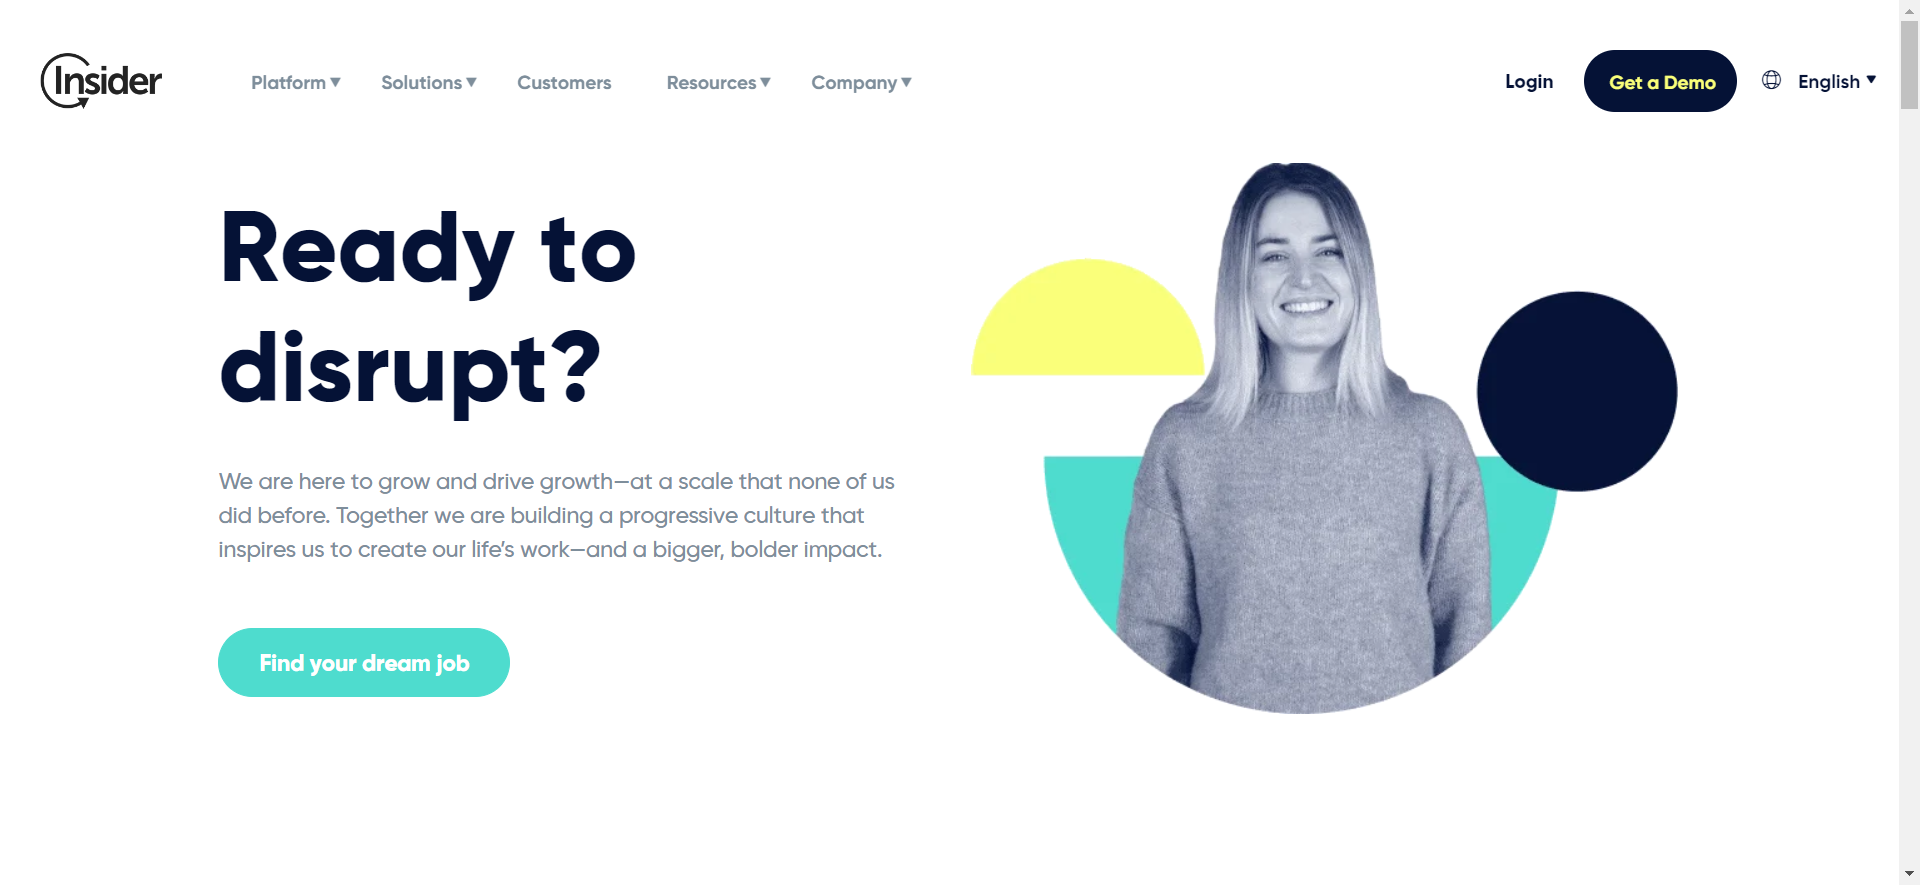 Insider
Platform ▼ Solutions ▼ Customers Resources ▼ Company ▼ Login Get a Demo English ▼
Ready to
disrupt?
We are here to grow and drive growth—at a scale that none of us
did before. Together we are building a progressive culture that
inspires us to create our life’s work—and a bigger, bolder impact.
Find your dream job